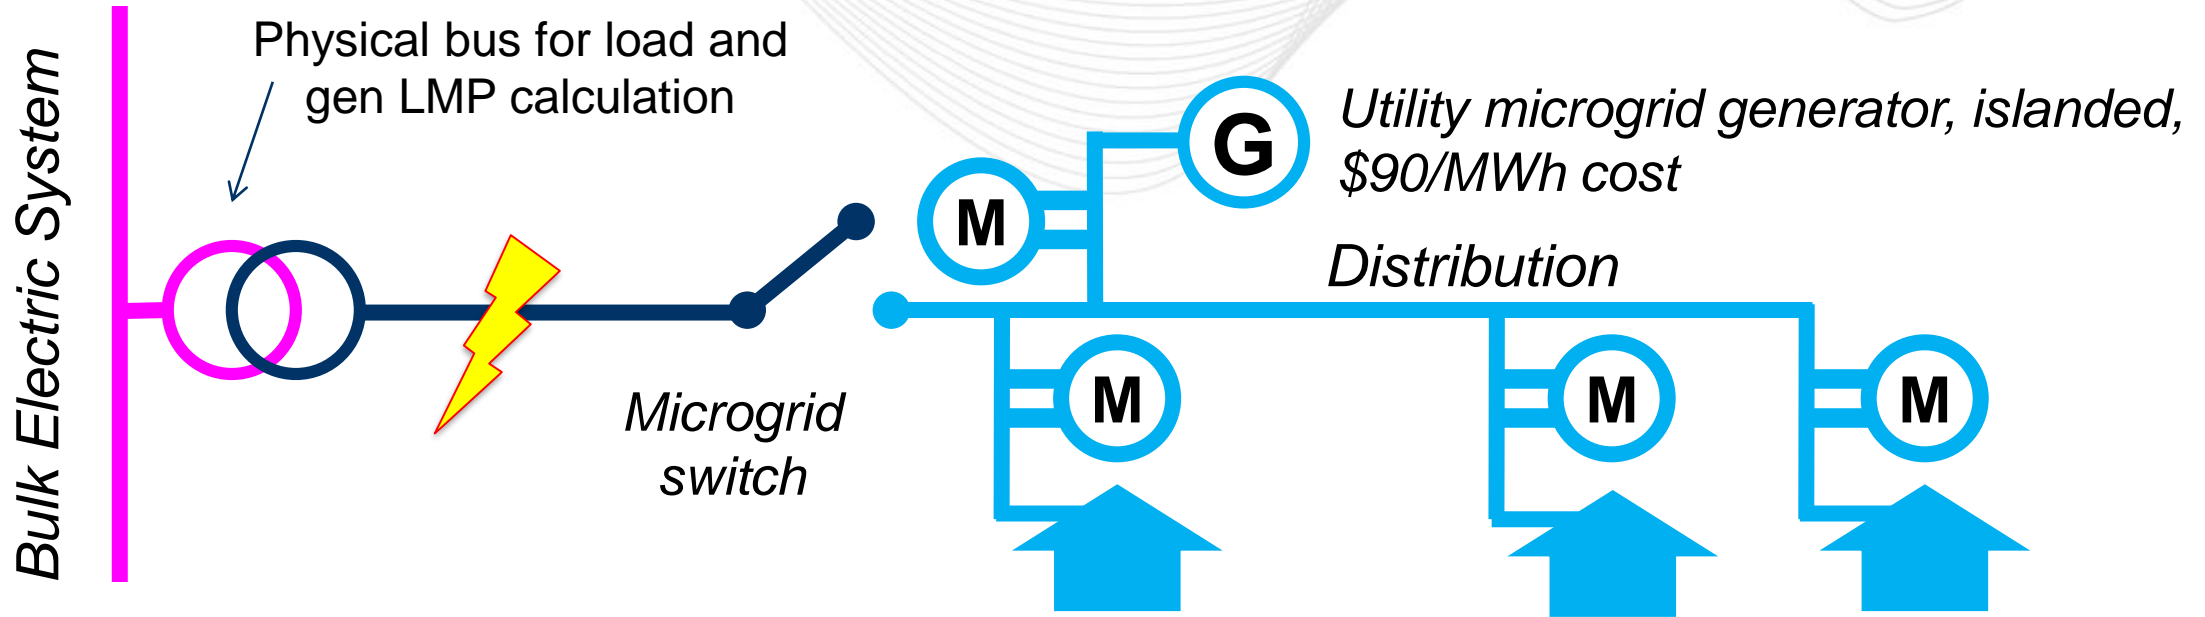 Bulk Electric System
Physical bus for load and
gen LMP calculation
G
Utility microgrid generator, islanded,
$90/MWh cost
M
Distribution
Microgrid
switch
M
M
M